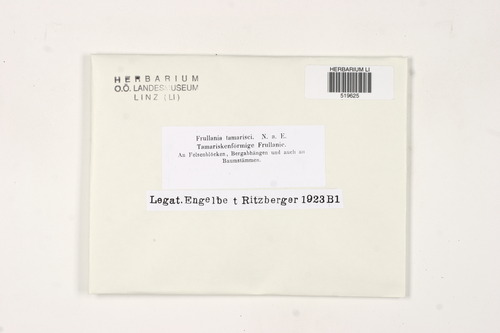 HERBARIUM
O.Ö. LANDESMUSEUM
LINZ (LI)
HERBARIUM LI
519625
Frullania tamarisci. N. a. E.
Tamariskenförmige Frullanie.
An Felsenblöcken, Bergabhängen und auch an
Baumstämmen.
Legat. Engelbe t Ritzberger 1923 B1